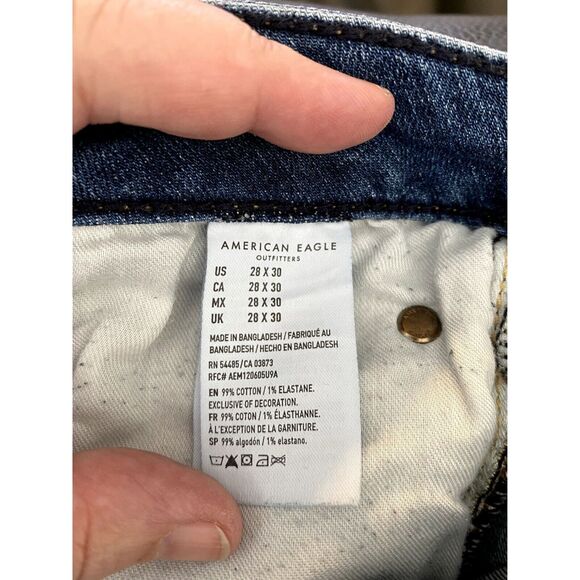 AMERICAN EAGLE
OUTFITTERS
US 28 X 30
CA 28 X 30
MX 28 X 30
UK 28 X 30
MADE IN BANGLADESH / FABRIQUÉ AU
BANGLADESH / HECHO EN BANGLADESH
RN 54485 / CA 03873
RFC# AEM120605U9A
EN 99% COTTON / 1% ELASTANE.
EXCLUSIVE OF DECORATION.
FR 99% COTON / 1% ÉLASTHANNE.
À L'EXCEPTION DE LA GARNITURE.
SP 99% algodón / 1% elastano.